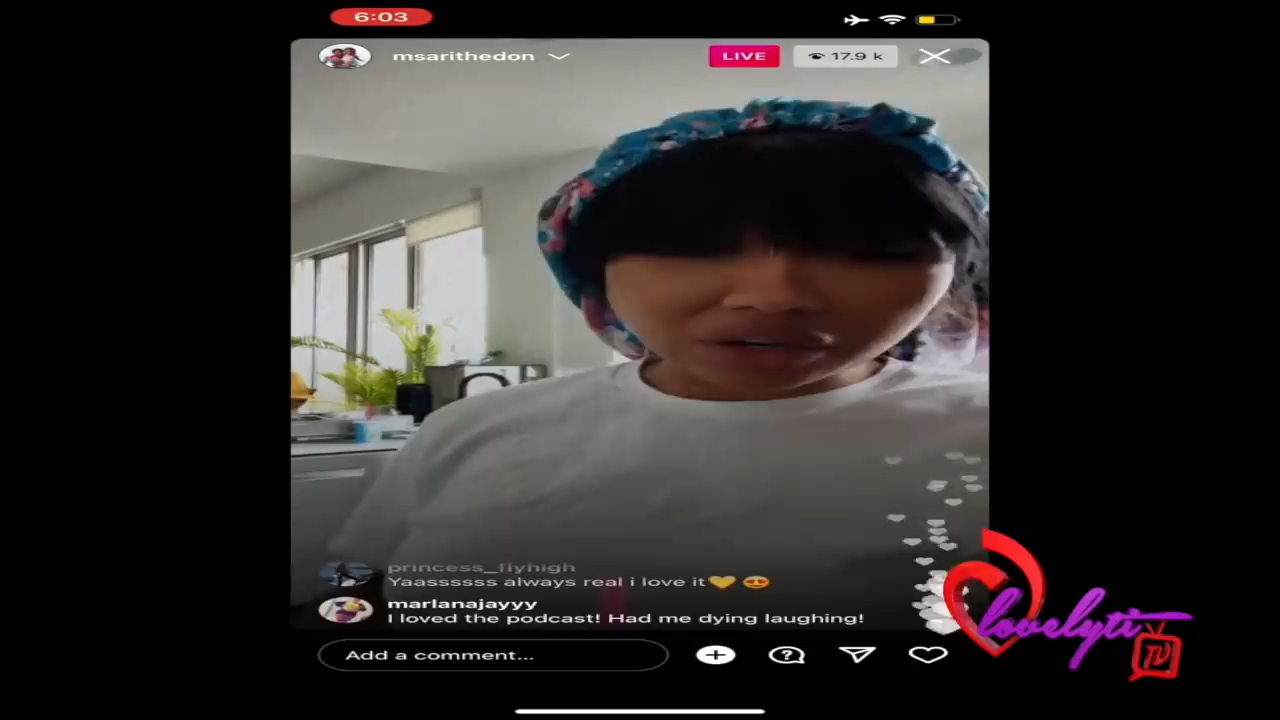 6:03
msarithedon
LIVE
17.9 k
princess_flyhigh
Yaassssss always real i love it💛 😍
marlanajayyy
I loved the podcast! Had me dying laughing!
Add a comment...
lovelyti
TV